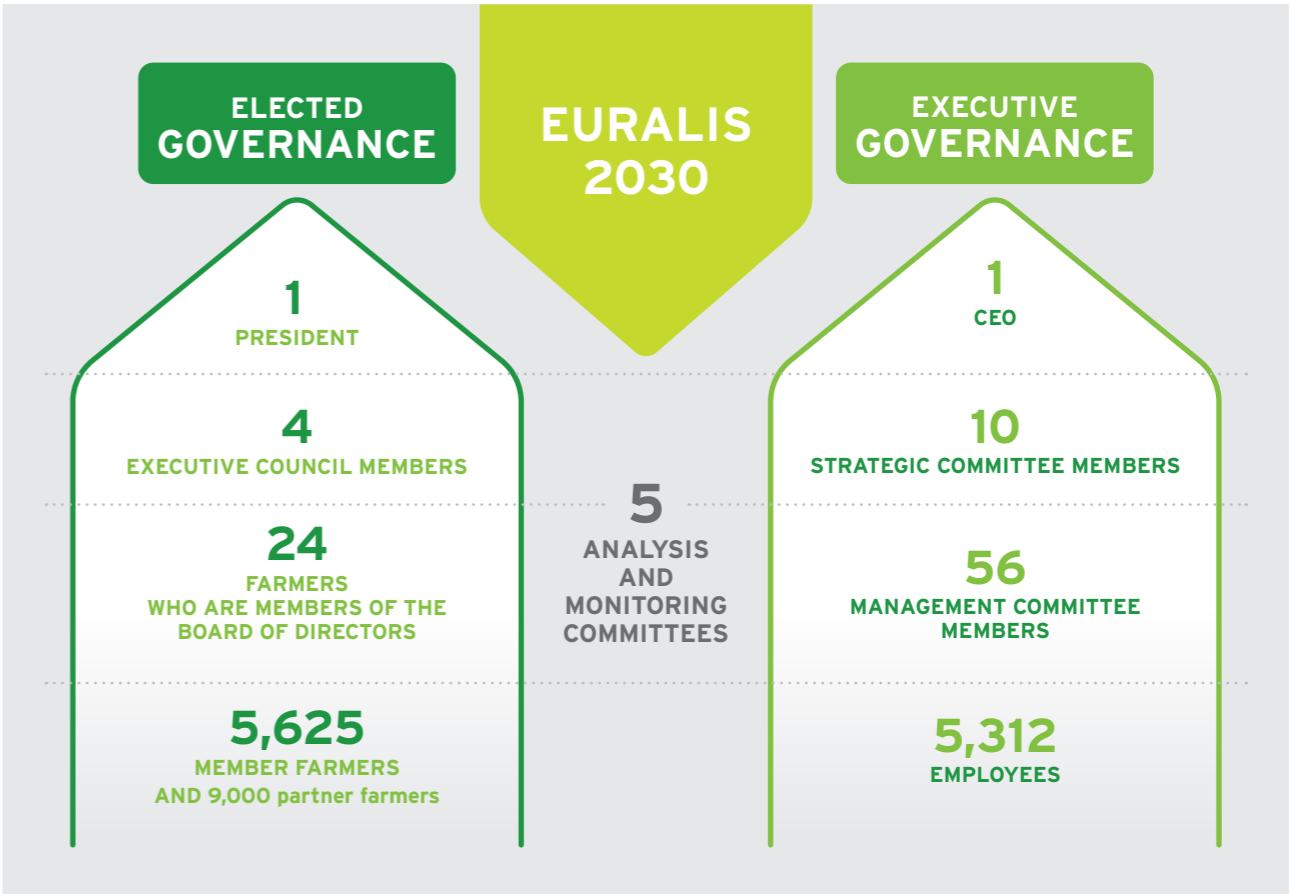 ELECTED
GOVERNANCE
1
PRESIDENT
4
EXECUTIVE COUNCIL MEMBERS
24
FARMERS
WHO ARE MEMBERS OF THE
BOARD OF DIRECTORS
5,625
MEMBER FARMERS
AND 9,000 partner farmers
EURALIS
2030
5
ANALYSIS
AND
MONITORING
COMMITTEES
EXECUTIVE
GOVERNANCE
1
CEO
10
STRATEGIC COMMITTEE MEMBERS
56
MANAGEMENT COMMITTEE
MEMBERS
5,312
EMPLOYEES